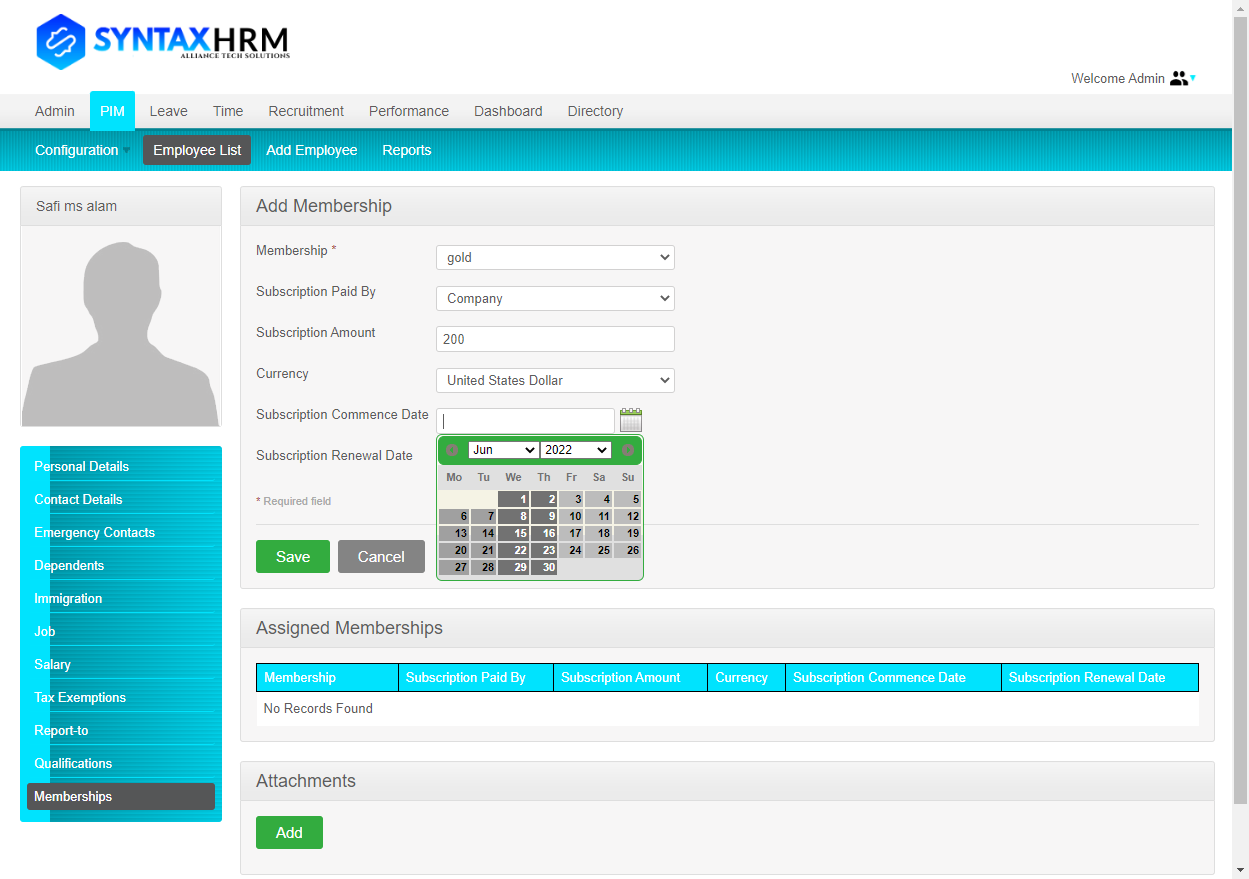 SYNTAXHRM
ALLIANCE TECH SOLUTIONS
Welcome Admin
Admin PIM Leave Time Recruitment Performance Dashboard Directory
Configuration Employee List Add Employee Reports
Safi ms alam
Personal Details
Contact Details
Emergency Contacts
Dependents
Immigration
Job
Salary
Tax Exemptions
Report-to
Qualifications
Memberships
Add Membership
Membership * gold
Subscription Paid By Company
Subscription Amount 200
Currency United States Dollar
Subscription Commence Date
Subscription Renewal Date
Jun 2022
Mo Tu We Th Fr Sa Su
1 2 3 4 5
6 7 8 9 10 11 12
13 14 15 16 17 18 19
20 21 22 23 24 25 26
27 28 29 30
* Required field
Save Cancel
Assigned Memberships
Membership Subscription Paid By Subscription Amount Currency Subscription Commence Date Subscription Renewal Date
No Records Found
Attachments
Add